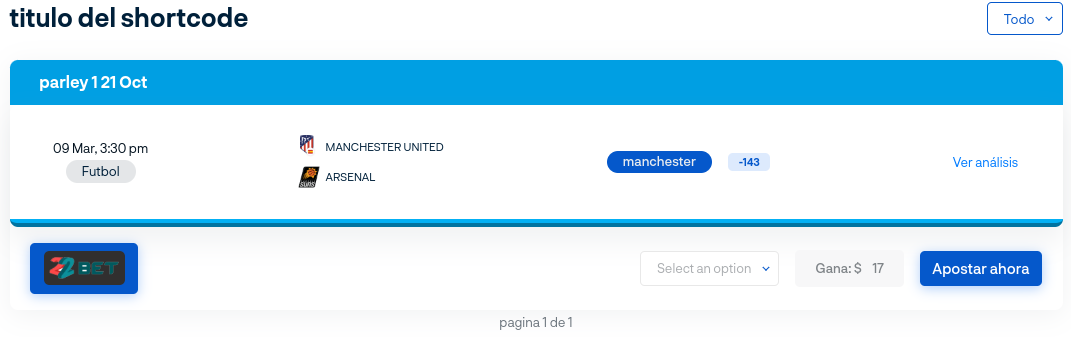 titulo del shortcode
Todo
parley 1 21 Oct
09 Mar, 3:30 pm
Futbol
MANCHESTER UNITED
SUNS
ARSENAL
manchester
-143
Ver análisis
22BET
Select an option
Gana: $ 17
Apostar ahora
pagina 1 de 1